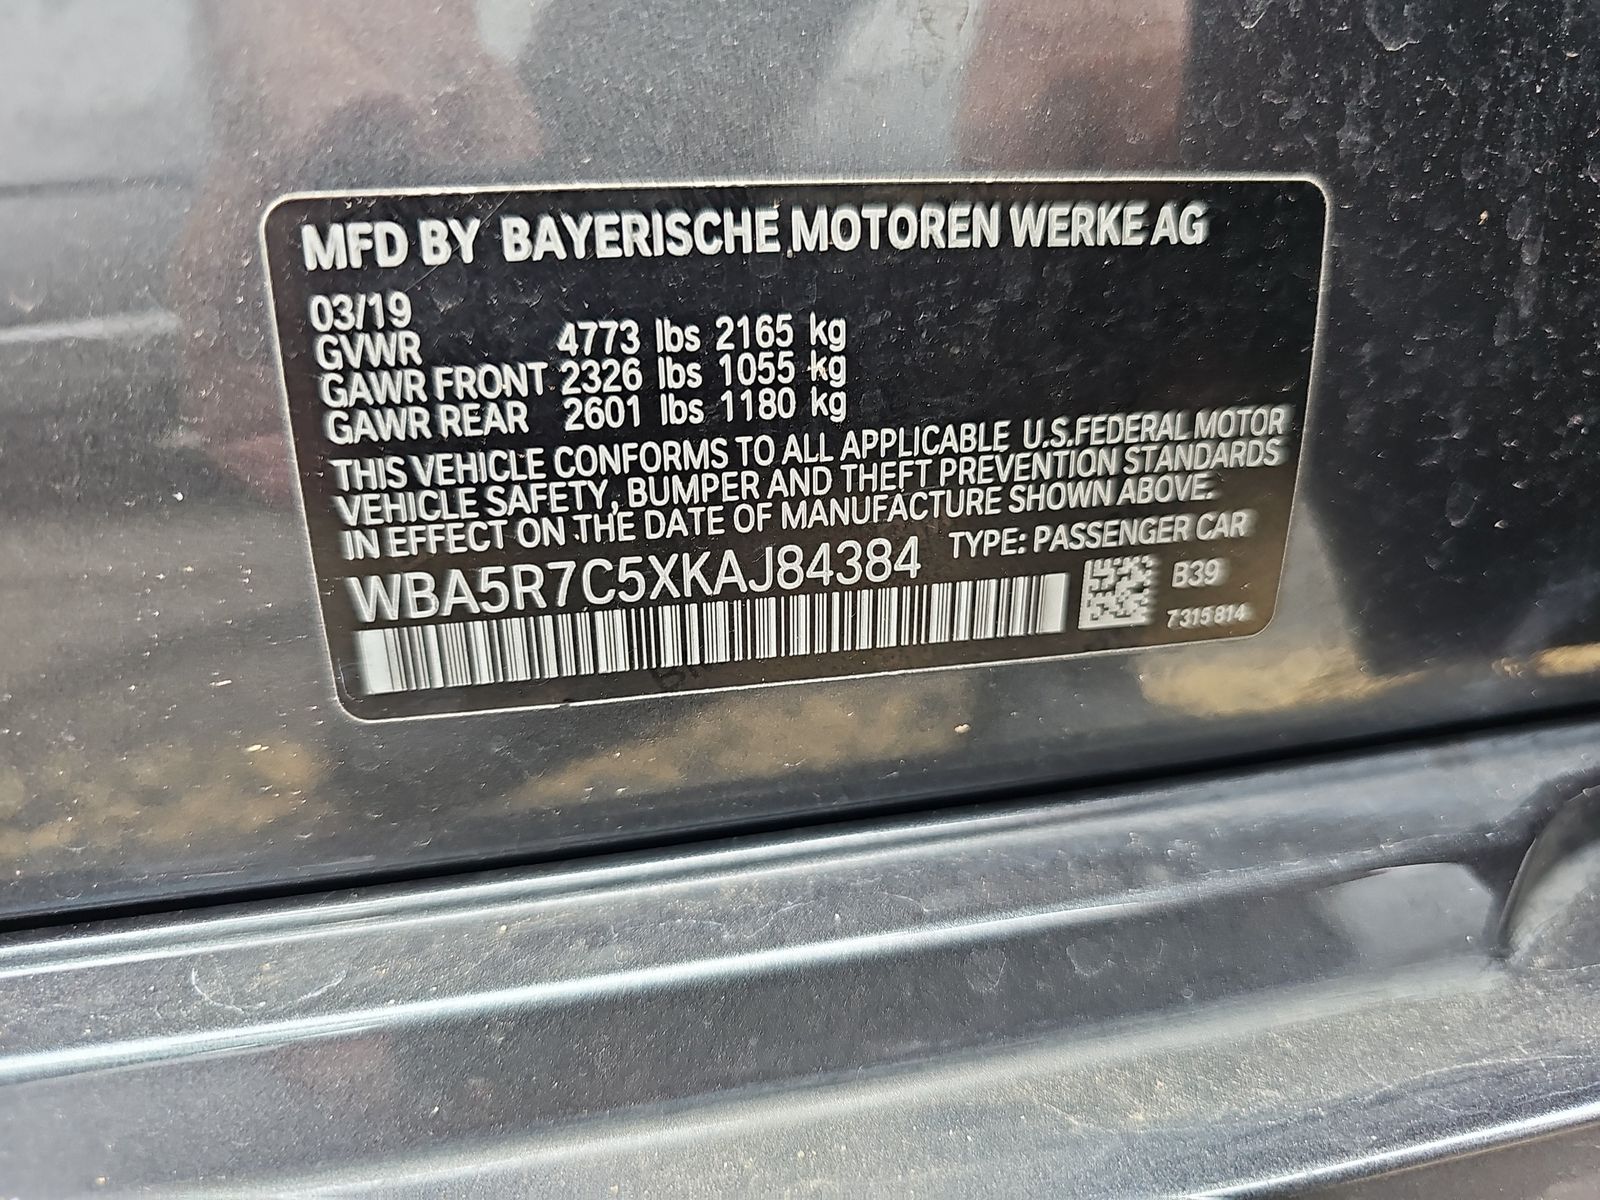 MFD BY BAYERISCHE MOTOREN WERKE AG
03/19
GVWR 4773 lbs 2165 kg
GAWR FRONT 2326 lbs 1055 kg
GAWR REAR 2601 lbs 1180 kg
THIS VEHICLE CONFORMS TO ALL APPLICABLE U.S.FEDERAL MOTOR
VEHICLE SAFETY, BUMPER AND THEFT PREVENTION STANDARDS
IN EFFECT ON THE DATE OF MANUFACTURE SHOWN ABOVE.
WBA5R7C5XKAJ84384 TYPE: PASSENGER CAR
B39
7315814